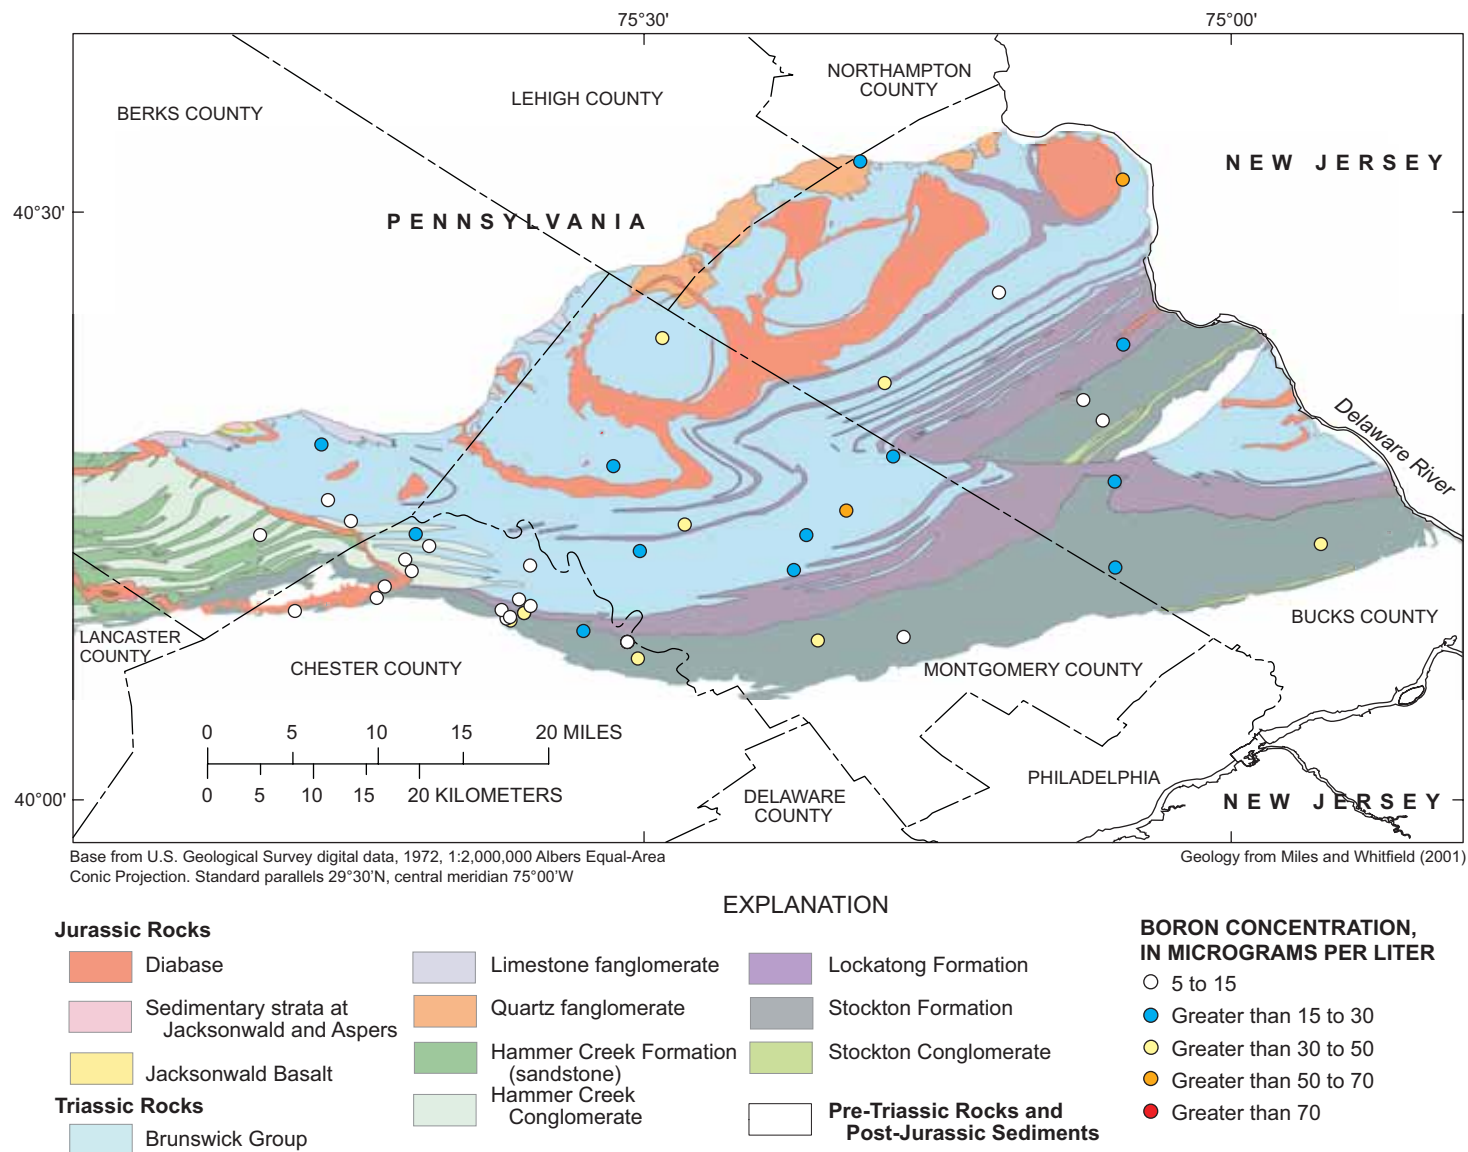 75°30'
75°00'
NORTHAMPTON
COUNTY
LEHIGH COUNTY
BERKS COUNTY
NEW JERSEY
40°30'
PENNSYLVANIA
Delaware River
BUCKS COUNTY
LANCASTER
COUNTY
CHESTER COUNTY
MONTGOMERY COUNTY
0 5 10 15 20 MILES
0 5 10 15 20 KILOMETERS
PHILADELPHIA
DELAWARE
COUNTY
40°00'
NEW JERSEY
Base from U.S. Geological Survey digital data, 1972, 1:2,000,000 Albers Equal-Area
Conic Projection. Standard parallels 29°30'N, central meridian 75°00'W
Geology from Miles and Whitfield (2001)
EXPLANATION
Jurassic Rocks
Diabase
Sedimentary strata at
Jacksonwald and Aspers
Jacksonwald Basalt
Triassic Rocks
Brunswick Group
Limestone fanglomerate
Quartz fanglomerate
Hammer Creek Formation
(sandstone)
Hammer Creek
Conglomerate
Lockatong Formation
Stockton Formation
Stockton Conglomerate
Pre-Triassic Rocks and
Post-Jurassic Sediments
BORON CONCENTRATION,
IN MICROGRAMS PER LITER
5 to 15
Greater than 15 to 30
Greater than 30 to 50
Greater than 50 to 70
Greater than 70